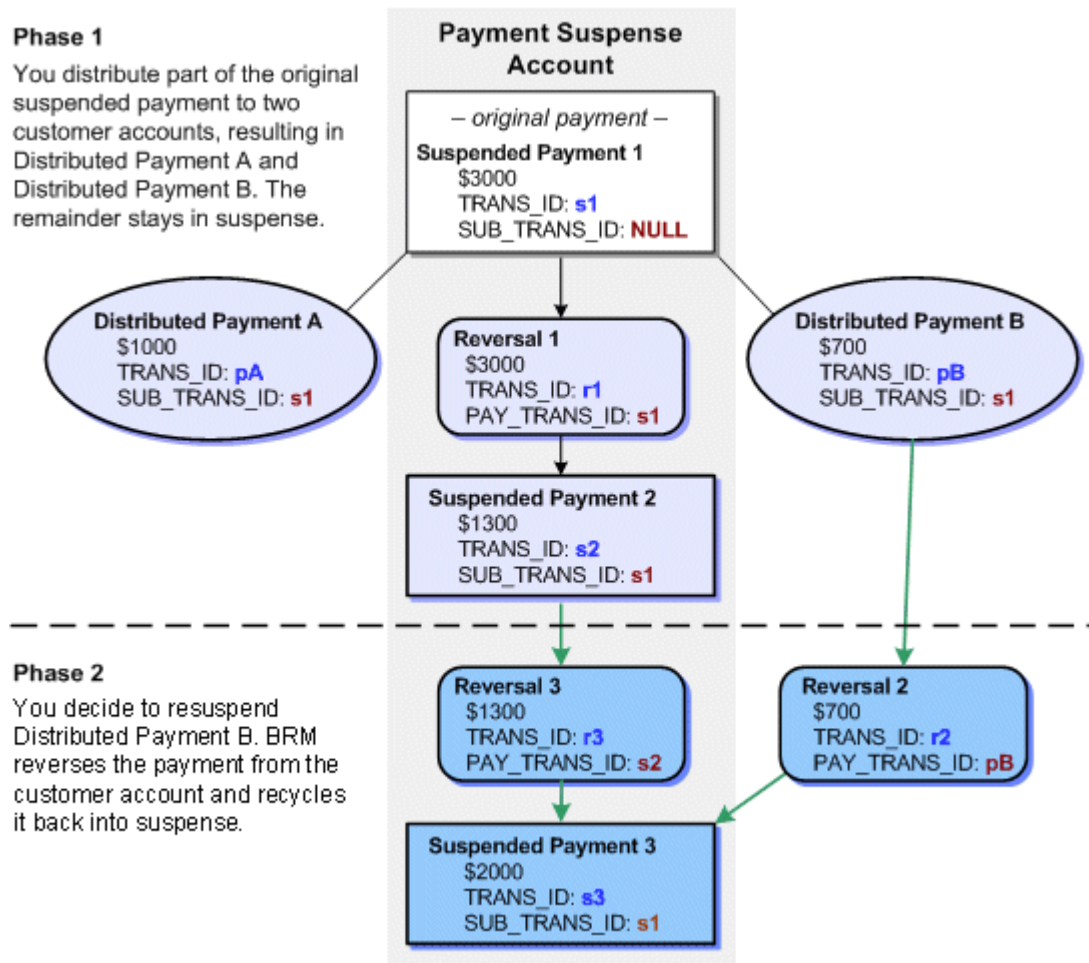 Phase 1
You distribute part of the original
suspended payment to two
customer accounts, resulting in
Distributed Payment A and
Distributed Payment B. The
remainder stays in suspense.
Payment Suspense
Account
– original payment –
Suspended Payment 1
$3000
TRANS_ID: s1
SUB_TRANS_ID: NULL
Distributed Payment A
$1000
TRANS_ID: pA
SUB_TRANS_ID: s1
Reversal 1
$3000
TRANS_ID: r1
PAY_TRANS_ID: s1
Distributed Payment B
$700
TRANS_ID: pB
SUB_TRANS_ID: s1
Suspended Payment 2
$1300
TRANS_ID: s2
SUB_TRANS_ID: s1
Phase 2
You decide to resuspend
Distributed Payment B. BRM
reverses the payment from the
customer account and recycles
it back into suspense.
Reversal 3
$1300
TRANS_ID: r3
PAY_TRANS_ID: s2
Reversal 2
$700
TRANS_ID: r2
PAY_TRANS_ID: pB
Suspended Payment 3
$2000
TRANS_ID: s3
SUB_TRANS_ID: s1